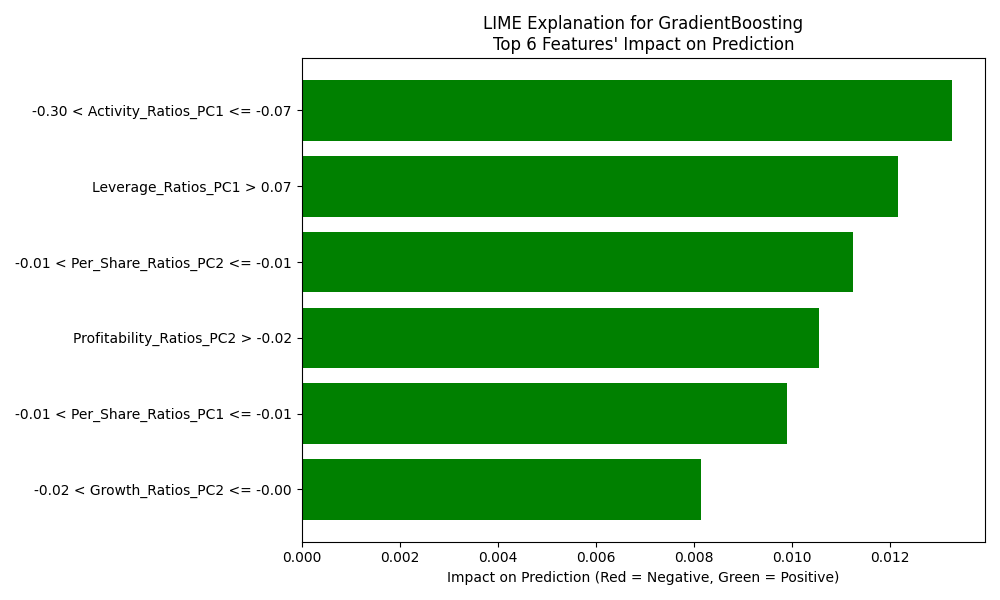 LIME Explanation for GradientBoosting
Top 6 Features' Impact on Prediction
-0.30 < Activity_Ratios_PC1 <= -0.07
Leverage_Ratios_PC1 > 0.07
-0.01 < Per_Share_Ratios_PC2 <= -0.01
Profitability_Ratios_PC2 > -0.02
-0.01 < Per_Share_Ratios_PC1 <= -0.01
-0.02 < Growth_Ratios_PC2 <= -0.00
0.000 0.002 0.004 0.006 0.008 0.010 0.012
Impact on Prediction (Red = Negative, Green = Positive)